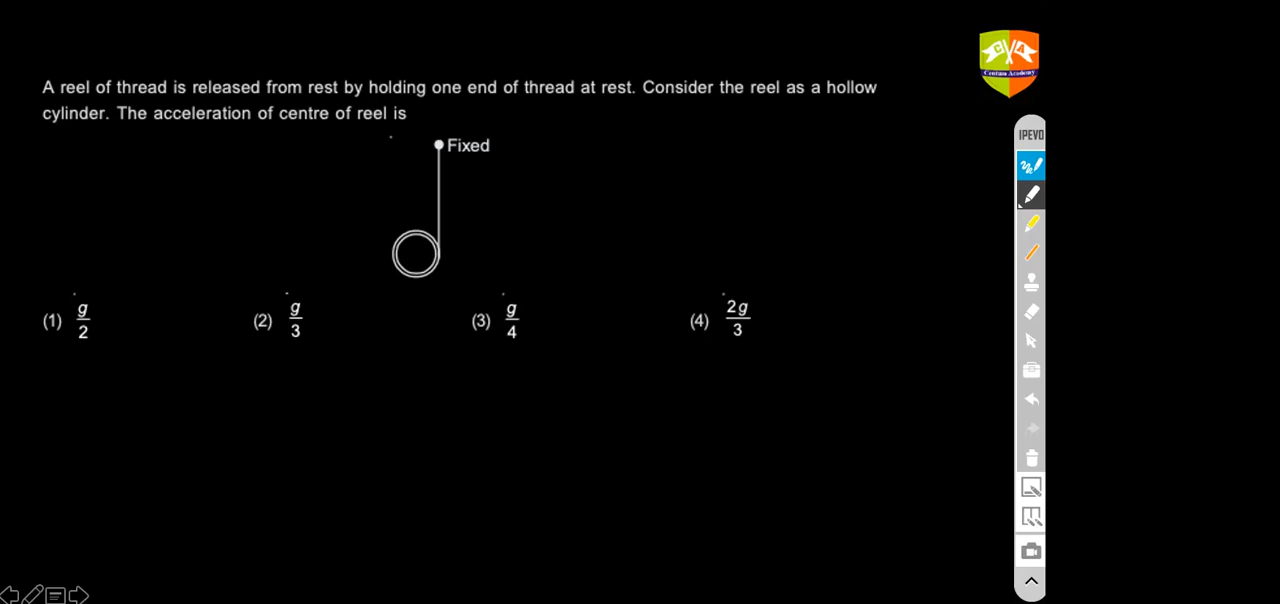 C A
Centum Academy
A reel of thread is released from rest by holding one end of thread at rest. Consider the reel as a hollow
cylinder. The acceleration of centre of reel is
IPEVO
Fixed
(1) g/2 (2) g/3 (3) g/4 (4) 2g/3